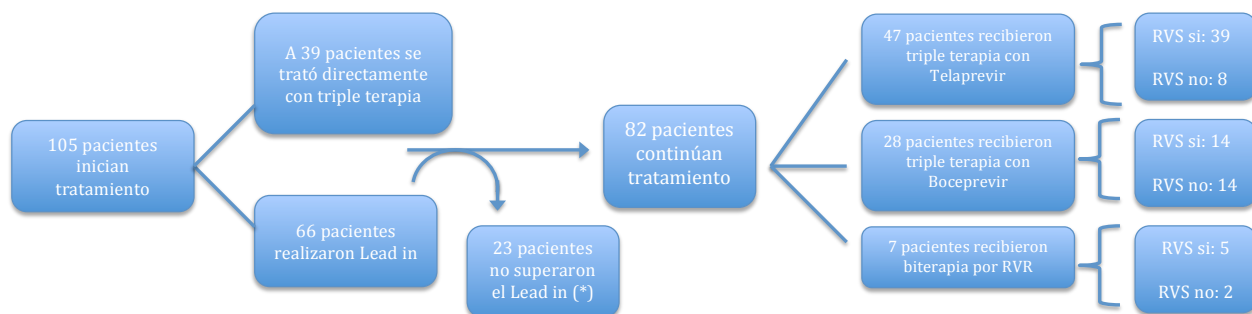 105 pacientes
inician
tratamiento
A 39 pacientes se
trató directamente
con triple terapia
66 pacientes
realizaron Lead in
23 pacientes
no superaron
el Lead in (*)
82 pacientes
continúan
tratamiento
47 pacientes recibieron
triple terapia con
Telaprevir
RVS si: 39
RVS no: 8
28 pacientes recibieron
triple terapia con
Boceprevir
RVS si: 14
RVS no: 14
7 pacientes recibieron
biterapia por RVR
RVS si: 5
RVS no: 2